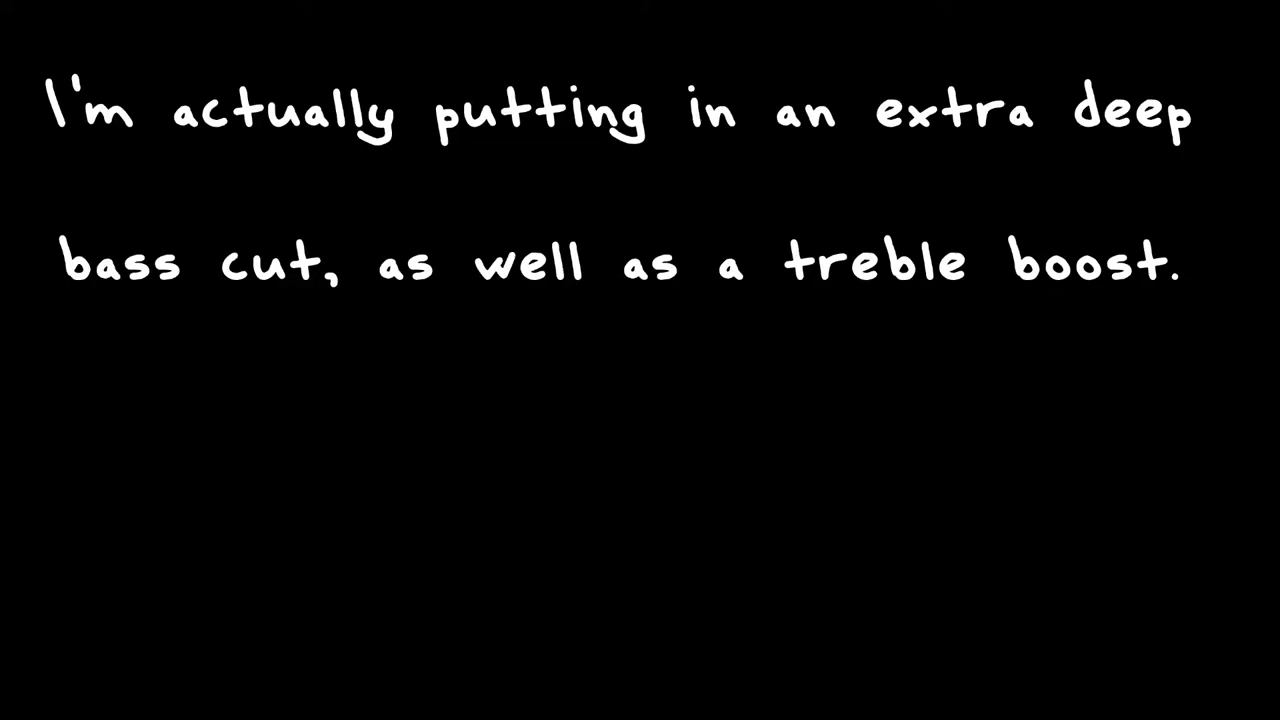 I'm actually putting in an extra deep
bass cut, as well as a treble boost.